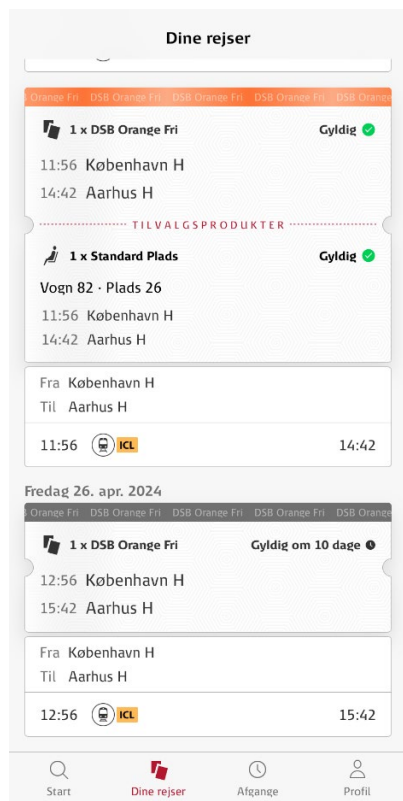 Dine rejser
Orange Fri DSB Orange Fri DSB Orange Fri DSB Orange Fri DSB Orange
1 x DSB Orange Fri Gyldig
11:56 København H
14:42 Aarhus H
TILVALGSPRODUKTER
1 x Standard Plads Gyldig
Vogn 82 · Plads 26
11:56 København H
14:42 Aarhus H
Fra København H
Til Aarhus H
11:56 ICL 14:42
Fredag 26. apr. 2024
Orange Fri DSB Orange Fri DSB Orange Fri DSB Orange Fri DSB Orange
1 x DSB Orange Fri Gyldig om 10 dage
12:56 København H
15:42 Aarhus H
Fra København H
Til Aarhus H
12:56 ICL 15:42
Start Dine rejser Afgange Profil